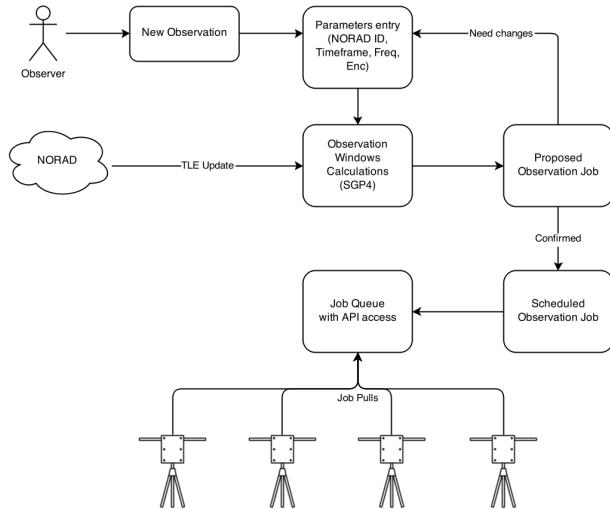 Observer
New Observation
Parameters entry
(NORAD ID,
Timeframe, Freq,
Enc)
Need changes
NORAD
TLE Update
Observation
Windows
Calculations
(SGP4)
Proposed
Observation Job
Confirmed
Job Queue
with API access
Scheduled
Observation Job
Job Pulls